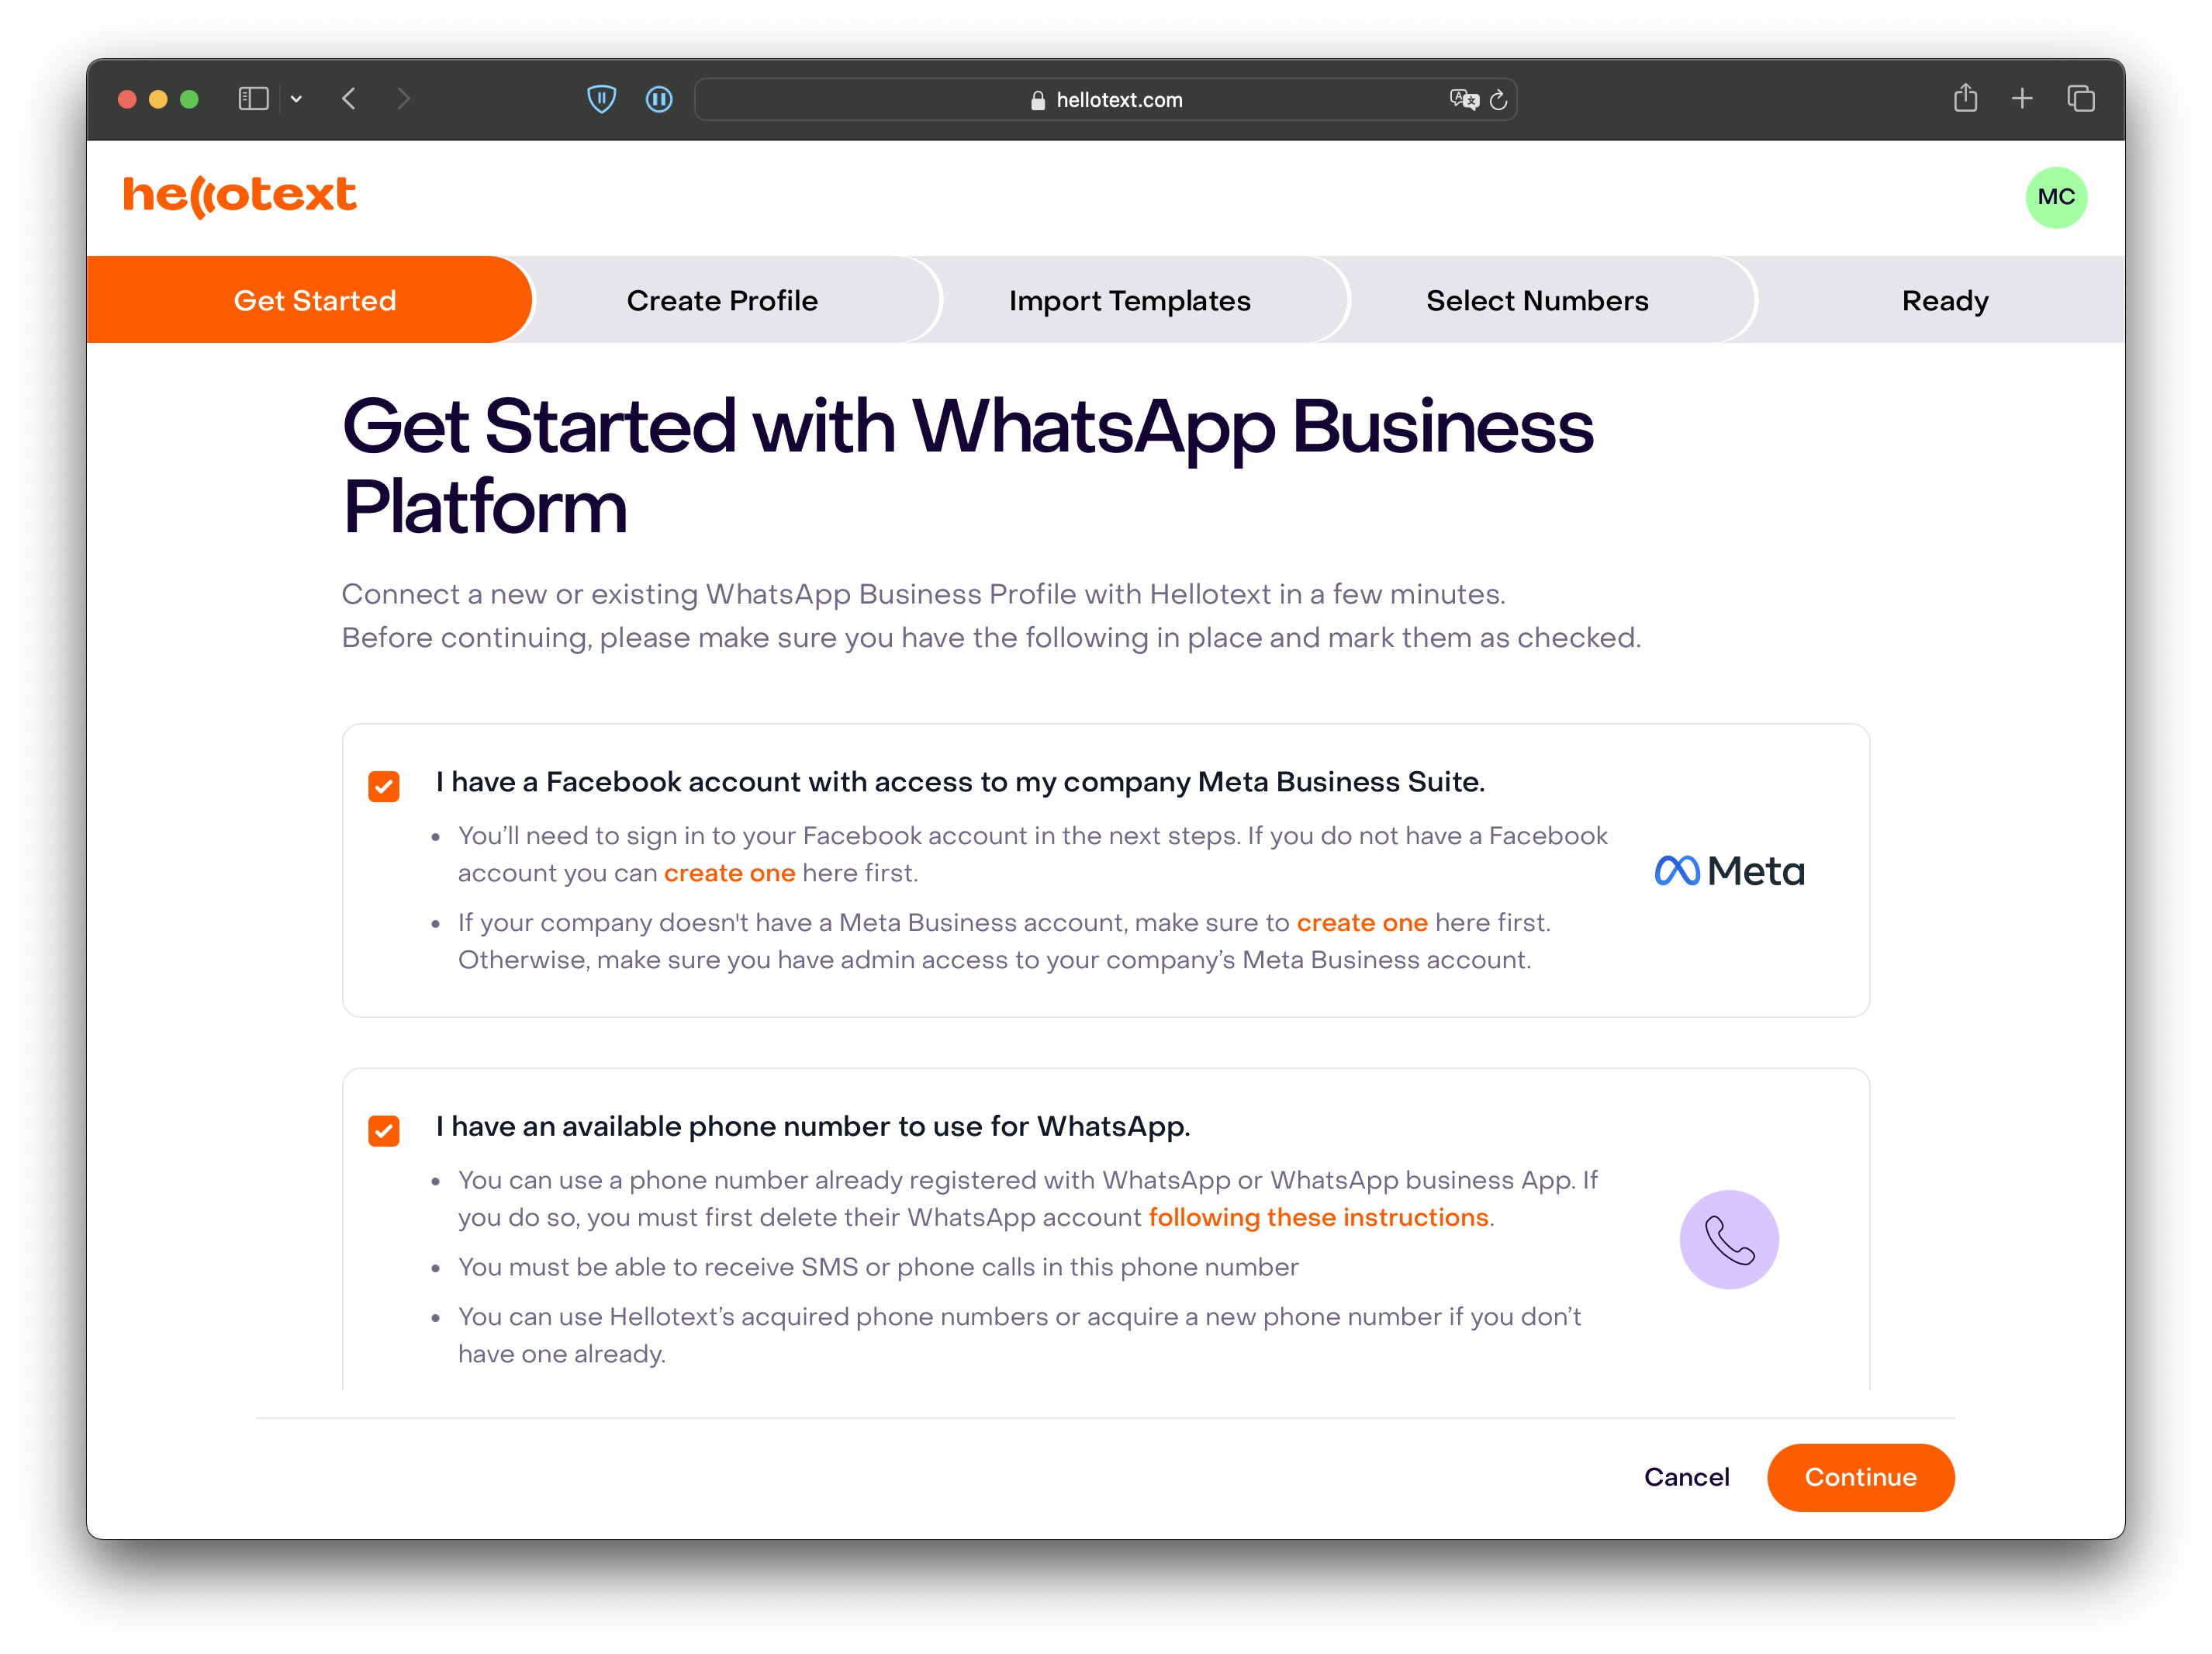 hellotext.com
hellotext
MC
Get Started
Create Profile
Import Templates
Select Numbers
Ready
Get Started with WhatsApp Business
Platform
Connect a new or existing WhatsApp Business Profile with Hellotext in a few minutes.
Before continuing, please make sure you have the following in place and mark them as checked.
I have a Facebook account with access to my company Meta Business Suite.
• You’ll need to sign in to your Facebook account in the next steps. If you do not have a Facebook
account you can create one here first.
• If your company doesn't have a Meta Business account, make sure to create one here first.
Otherwise, make sure you have admin access to your company’s Meta Business account.
Meta
I have an available phone number to use for WhatsApp.
• You can use a phone number already registered with WhatsApp or WhatsApp business App. If
you do so, you must first delete their WhatsApp account following these instructions.
• You must be able to receive SMS or phone calls in this phone number
• You can use Hellotext’s acquired phone numbers or acquire a new phone number if you don’t
have one already.
Cancel
Continue